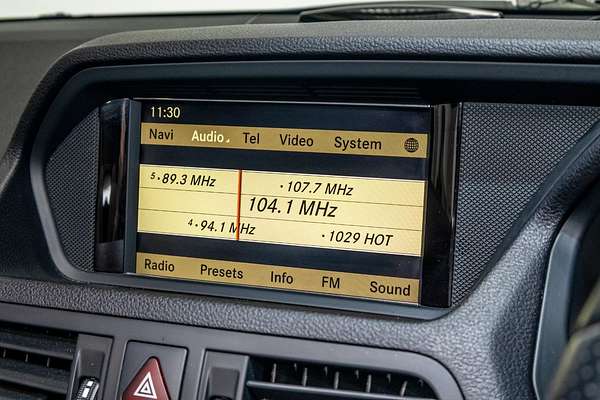 11:30
Navi Audio Tel Video System
5 • 89.3 MHz • 107.7 MHz
104.1 MHz
4 • 94.1 MHz • 1029 HOT
Radio Presets Info FM Sound